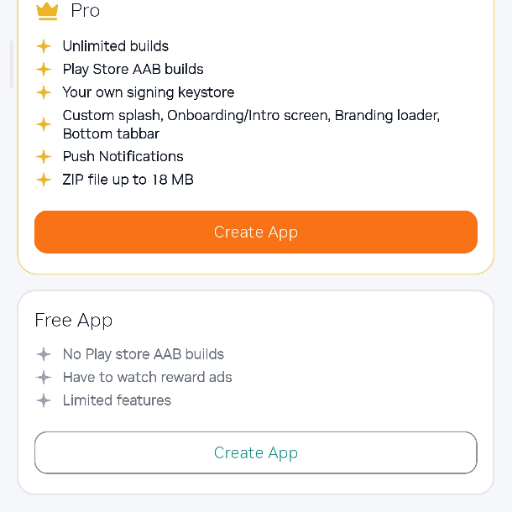 Pro
Unlimited builds
Play Store AAB builds
Your own signing keystore
Custom splash, Onboarding/Intro screen, Branding loader,
Bottom tabbar
Push Notifications
ZIP file up to 18 MB
Create App
Free App
No Play store AAB builds
Have to watch reward ads
Limited features
Create App